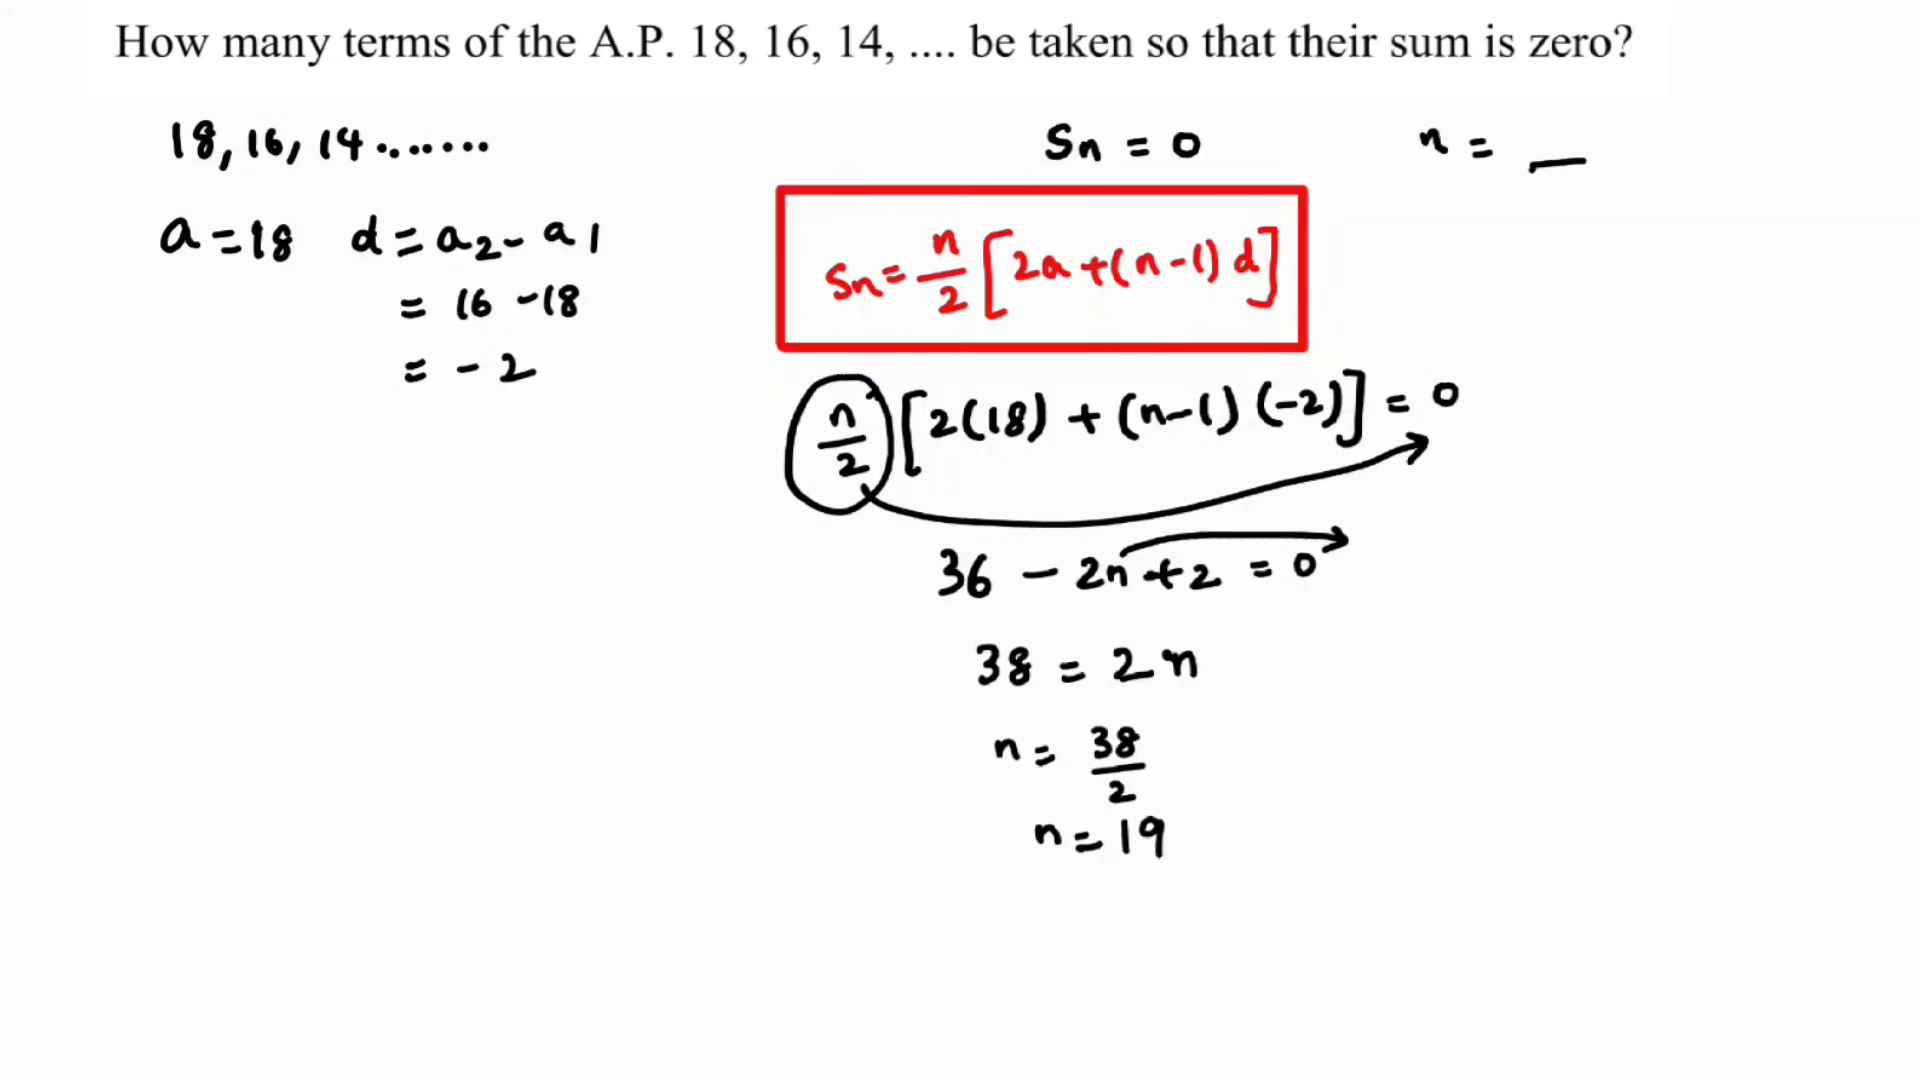 How many terms of the A.P. 18, 16, 14, .... be taken so that their sum is zero?
18, 16, 14.......
Sn = 0
n = __
a = 18 d = a2 - a1
= 16 - 18
= - 2
Sn = n/2 [2a + (n-1) d]
n/2 [2(18) + (n-1) (-2)] = 0
36 - 2n + 2 = 0
38 = 2n
n = 38/2
n = 19